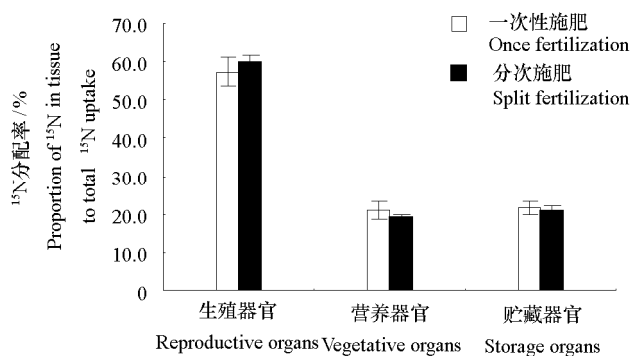 ¹⁵N分配率/%
Proportion of ¹⁵N in tissue
to total ¹⁵N uptake
70.0
60.0
50.0
40.0
30.0
20.0
10.0
0
一次性施肥
Once fertilization
分次施肥
Split fertilization
生殖器官 营养器官 贮藏器官
Reproductive organs Vegetative organs Storage organs